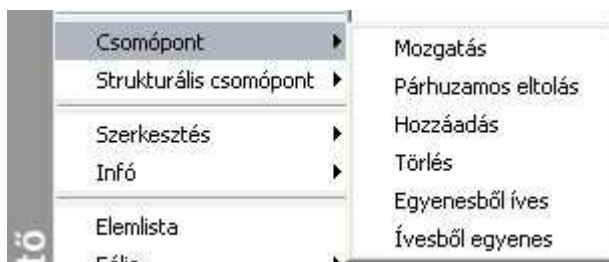 Csomópont
Strukturális csomópont
Szerkesztés
Infó
Elemlista
Mozgatás
Párhuzamos eltolás
Hozzáadás
Törlés
Egyenesből íves
Ívesből egyenes